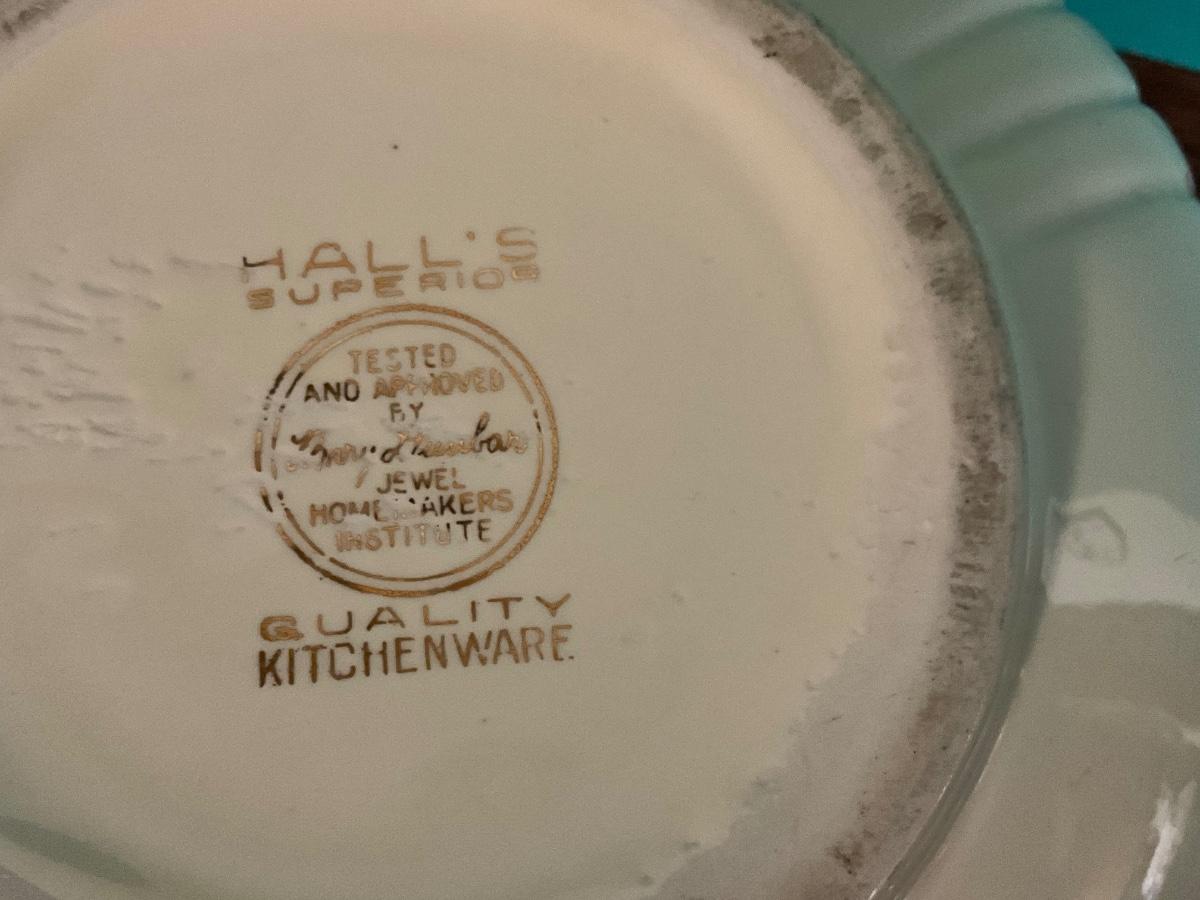 HALL'S
SUPERIOR
TESTED
AND APPROVED
BY
Mary Dunbar
JEWEL
HOMEMAKERS
INSTITUTE
QUALITY
KITCHENWARE